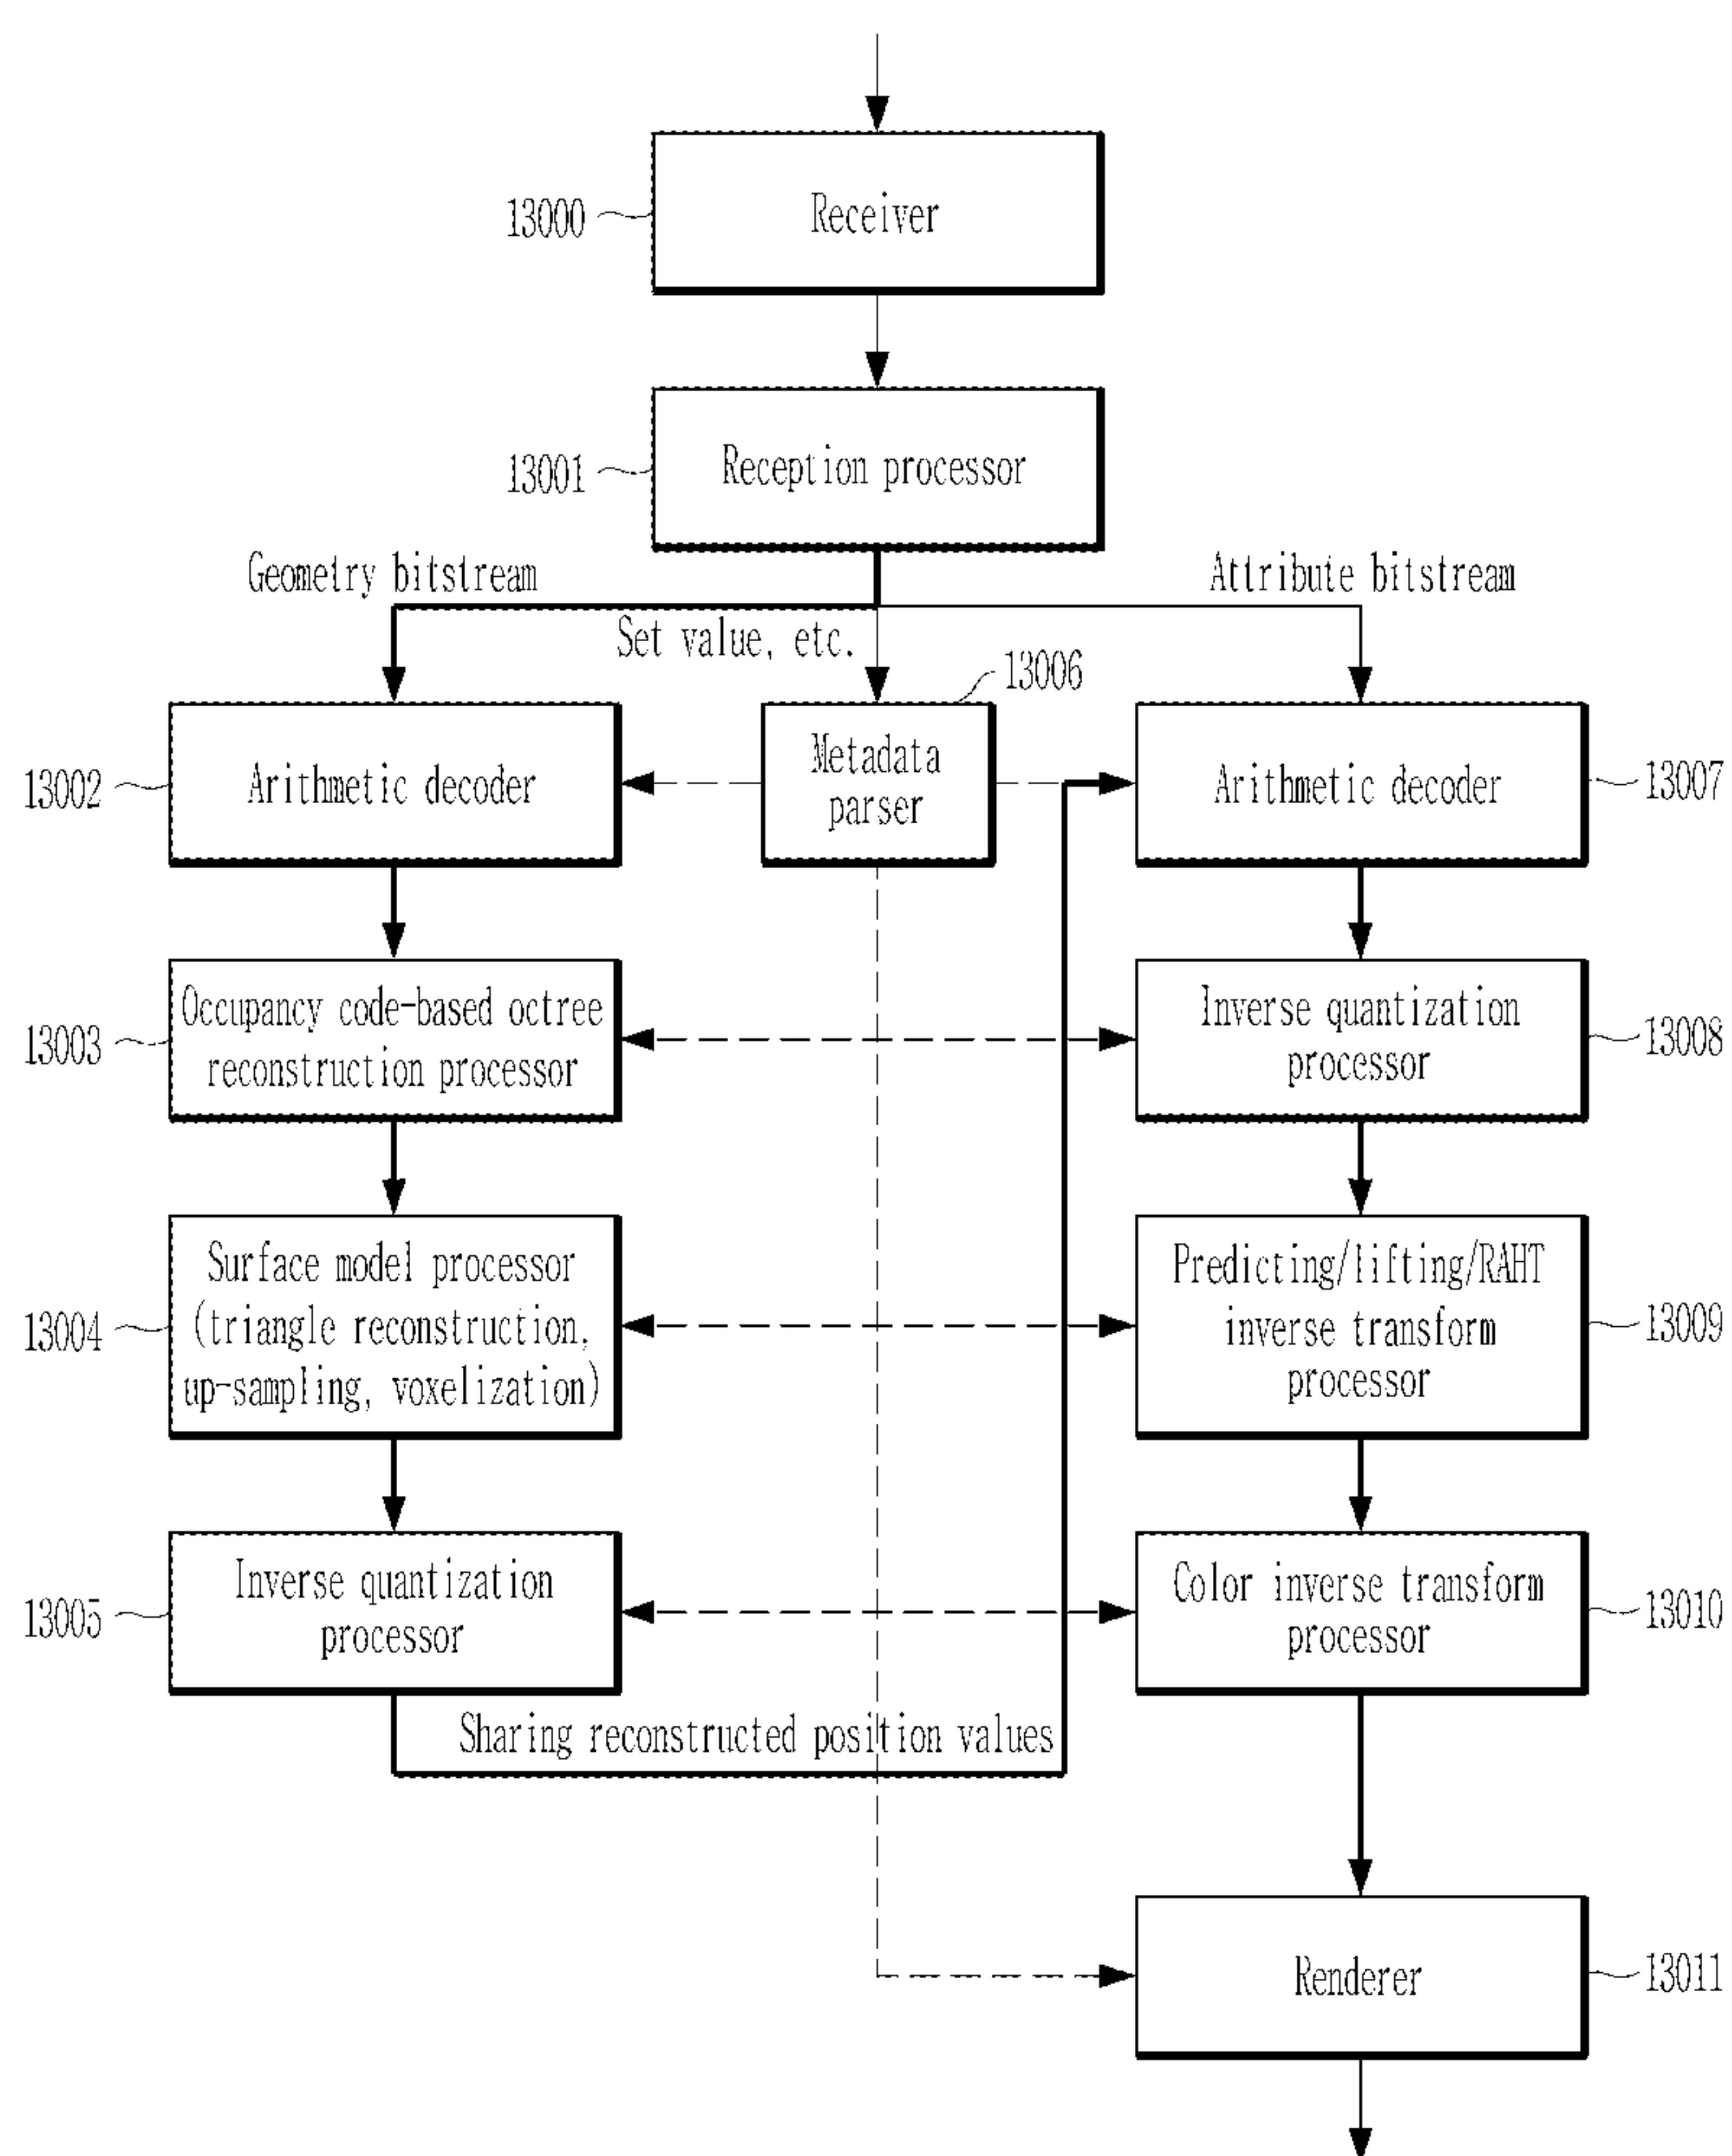 13000
Receiver
13001
Reception processor
Geometry bitstream
Attribute bitstream
Set value, etc.
13006
13002
Arithmetic decoder
Metadata
parser
Arithmetic decoder
13007
13003
Occupancy code-based octree
reconstruction processor
Inverse quantization
processor
13008
13004
Surface model processor
(triangle reconstruction,
up-sampling, voxelization)
Predicting/lifting/RAHT
inverse transform
processor
13009
13005
Inverse quantization
processor
Color inverse transform
processor
13010
Sharing reconstructed position values
Renderer
13011